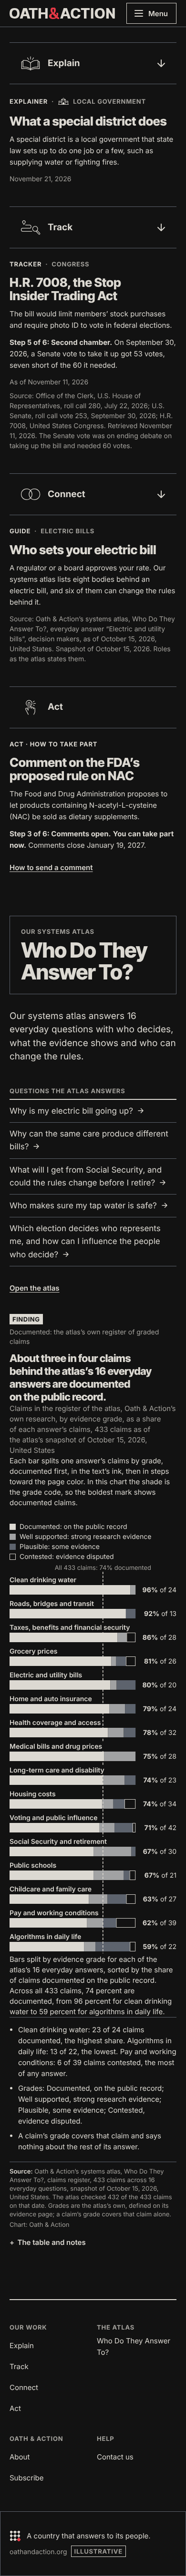 OATH&ACTION
Menu
Explain
EXPLAINER · LOCAL GOVERNMENT
What a special district does
A special district is a local government that state
law sets up to do one job or a few, such as
supplying water or fighting fires.
November 21, 2026
Track
TRACKER · CONGRESS
H.R. 7008, the Stop
Insider Trading Act
The bill would limit members’ stock purchases
and require photo ID to vote in federal elections.
Step 5 of 6: Second chamber. On September 30,
2026, a Senate vote to take it up got 53 votes,
seven short of the 60 it needed.
As of November 11, 2026
Source: Office of the Clerk, U.S. House of
Representatives, roll call 280, July 22, 2026; U.S.
Senate, roll call vote 253, September 30, 2026; H.R.
7008, United States Congress. Retrieved November
11, 2026. The Senate vote was on ending debate on
taking up the bill and needed 60 votes.
Connect
GUIDE · ELECTRIC BILLS
Who sets your electric bill
A regulator or a board approves your rate. Our
systems atlas lists eight bodies behind an
electric bill, and six of them can change the rules
behind it.
Source: Oath & Action’s systems atlas, Who Do They
Answer To?, everyday answer “Electric and utility
bills”, decision makers, as of October 15, 2026,
United States. Snapshot of October 15, 2026. Roles
as the atlas states them.
Act
ACT · HOW TO TAKE PART
Comment on the FDA’s
proposed rule on NAC
The Food and Drug Administration proposes to
let products containing N-acetyl-L-cysteine
(NAC) be sold as dietary supplements.
Step 3 of 6: Comments open. You can take part
now. Comments close January 19, 2027.
How to send a comment
OUR SYSTEMS ATLAS
Who Do They
Answer To?
Our systems atlas answers 16
everyday questions with who decides,
what the evidence shows and who can
change the rules.
QUESTIONS THE ATLAS ANSWERS
Why is my electric bill going up? →
Why can the same care produce different
bills? →
What will I get from Social Security, and
could the rules change before I retire? →
Who makes sure my tap water is safe? →
Which election decides who represents
me, and how can I influence the people
who decide? →
Open the atlas
FINDING
Documented: the atlas’s own register of graded
claims
About three in four claims
behind the atlas’s 16 everyday
answers are documented
on the public record.
Claims in the register of the atlas, Oath & Action’s
own research, by evidence grade, as a share
of each answer’s claims, 433 claims as of
the atlas’s snapshot of October 15, 2026,
United States
Each bar splits one answer’s claims by grade,
documented first, in the text’s ink, then in steps
toward the page color. In this chart the shade is
the grade code, so the boldest mark shows
documented claims.
Documented: on the public record
Well supported: strong research evidence
Plausible: some evidence
Contested: evidence disputed
All 433 claims: 74% documented
Clean drinking water
96% of 24
Roads, bridges and transit
92% of 13
Taxes, benefits and financial security
86% of 28
Grocery prices
81% of 26
Electric and utility bills
80% of 20
Home and auto insurance
79% of 24
Health coverage and access
78% of 32
Medical bills and drug prices
75% of 28
Long-term care and disability
74% of 23
Housing costs
74% of 34
Voting and public influence
71% of 42
Social Security and retirement
67% of 30
Public schools
67% of 21
Childcare and family care
63% of 27
Pay and working conditions
62% of 39
Algorithms in daily life
59% of 22
Bars split by evidence grade for each of the
atlas’s 16 everyday answers, sorted by the share
of claims documented on the public record.
Across all 433 claims, 74 percent are
documented, from 96 percent for clean drinking
water to 59 percent for algorithms in daily life.
• Clean drinking water: 23 of 24 claims
documented, the highest share. Algorithms in
daily life: 13 of 22, the lowest. Pay and working
conditions: 6 of 39 claims contested, the most
of any answer.
• Grades: Documented, on the public record;
Well supported, strong research evidence;
Plausible, some evidence; Contested,
evidence disputed.
• A claim’s grade covers that claim and says
nothing about the rest of its answer.
Source: Oath & Action’s systems atlas, Who Do They
Answer To?, claims register, 433 claims across 16
everyday questions, snapshot of October 15, 2026,
United States. The atlas checked 432 of the 433 claims
on that date. Grades are the atlas’s own, defined on its
evidence page; a claim’s grade covers that claim alone.
Chart: Oath & Action
+ The table and notes
OUR WORK
Explain
Track
Connect
Act
THE ATLAS
Who Do They Answer
To?
OATH & ACTION
About
Subscribe
HELP
Contact us
A country that answers to its people.
oathandaction.org
ILLUSTRATIVE